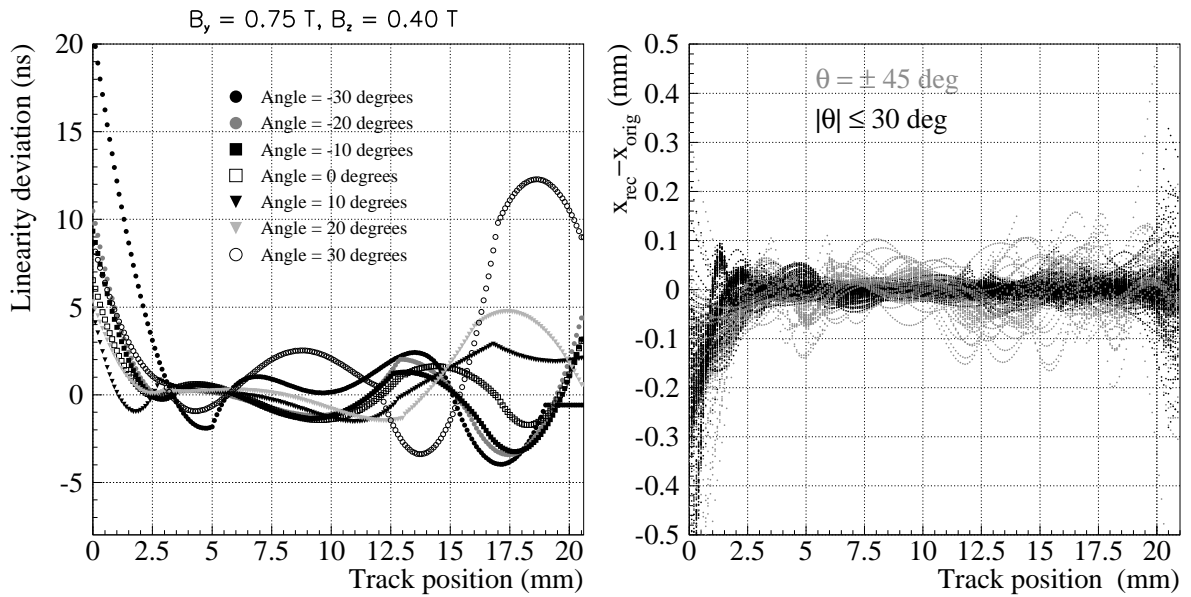 B_y = 0.75 T, B_z = 0.40 T
Linearity deviation (ns)
20
15
10
5
0
-5
Angle = -30 degrees
Angle = -20 degrees
Angle = -10 degrees
Angle = 0 degrees
Angle = 10 degrees
Angle = 20 degrees
Angle = 30 degrees
0 2.5 5 7.5 10 12.5 15 17.5 20
Track position (mm)
x_rec−x_orig (mm)
0.5
0.4
0.3
0.2
0.1
0
-0.1
-0.2
-0.3
-0.4
-0.5
θ = ± 45 deg
|θ| ≤ 30 deg
0 2.5 5 7.5 10 12.5 15 17.5 20
Track position (mm)